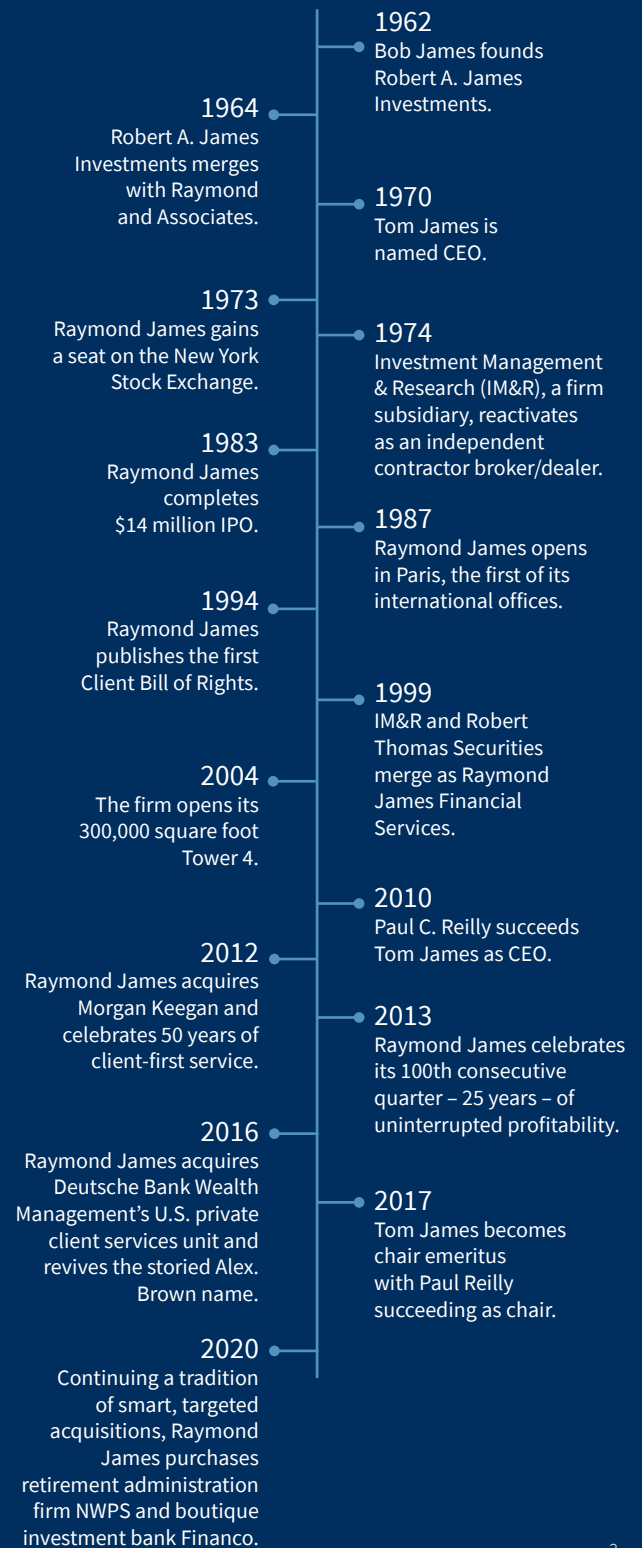 1962
Bob James founds
Robert A. James
Investments.
1964
Robert A. James
Investments merges
with Raymond
and Associates.
1970
Tom James is
named CEO.
1973
Raymond James gains
a seat on the New York
Stock Exchange.
1974
Investment Management
& Research (IM&R), a firm
subsidiary, reactivates
as an independent
contractor broker/dealer.
1983
Raymond James
completes
$14 million IPO.
1987
Raymond James opens
in Paris, the first of its
international offices.
1994
Raymond James
publishes the first
Client Bill of Rights.
1999
IM&R and Robert
Thomas Securities
merge as Raymond
James Financial
Services.
2004
The firm opens its
300,000 square foot
Tower 4.
2010
Paul C. Reilly succeeds
Tom James as CEO.
2012
Raymond James acquires
Morgan Keegan and
celebrates 50 years of
client-first service.
2013
Raymond James celebrates
its 100th consecutive
quarter – 25 years – of
uninterrupted profitability.
2016
Raymond James acquires
Deutsche Bank Wealth
Management’s U.S. private
client services unit and
revives the storied Alex.
Brown name.
2017
Tom James becomes
chair emeritus
with Paul Reilly
succeeding as chair.
2020
Continuing a tradition
of smart, targeted
acquisitions, Raymond
James purchases
retirement administration
firm NWPS and boutique
investment bank Financo.